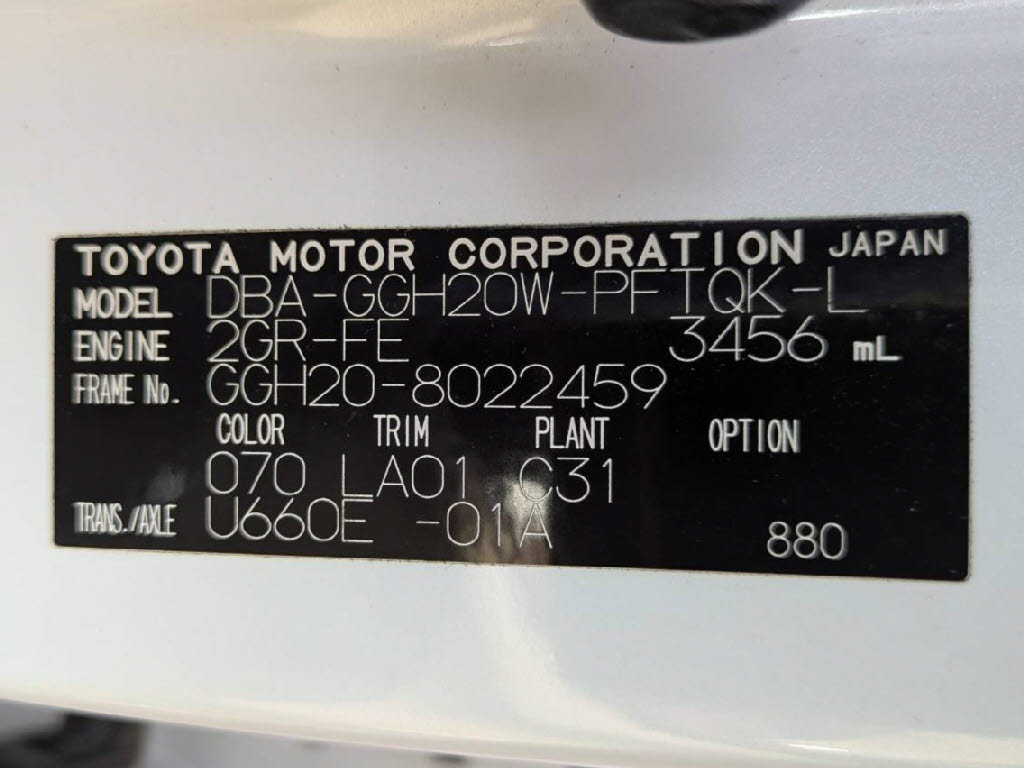 TOYOTA MOTOR CORPORATION JAPAN
MODEL DBA-GGH20W-PFTQK-L
ENGINE 2GR-FE 3456 mL
FRAME No. GGH20-8022459
COLOR TRIM PLANT OPTION
070 LA01 C31
TRANS./AXLE U660E -01A 880